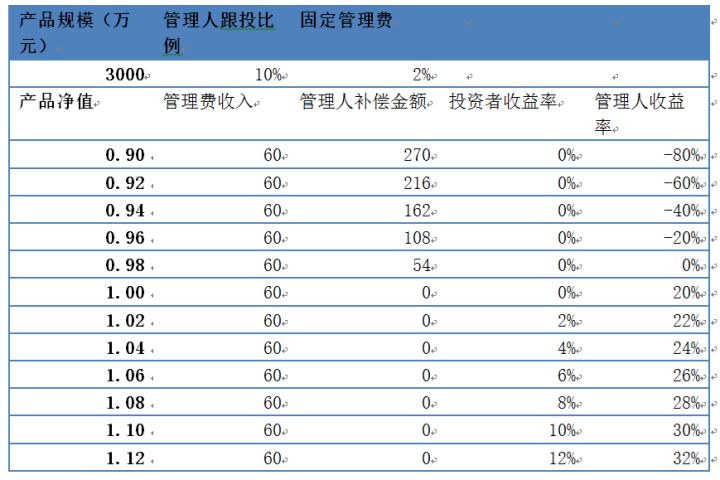 产品规模（万元） 管理人跟投比例 固定管理费
3000 10% 2%
产品净值 管理费收入 管理人补偿金额 投资者收益率 管理人收益率
0.90 60 270 0% -80%
0.92 60 216 0% -60%
0.94 60 162 0% -40%
0.96 60 108 0% -20%
0.98 60 54 0% 0%
1.00 60 0 0% 20%
1.02 60 0 2% 22%
1.04 60 0 4% 24%
1.06 60 0 6% 26%
1.08 60 0 8% 28%
1.10 60 0 10% 30%
1.12 60 0 12% 32%